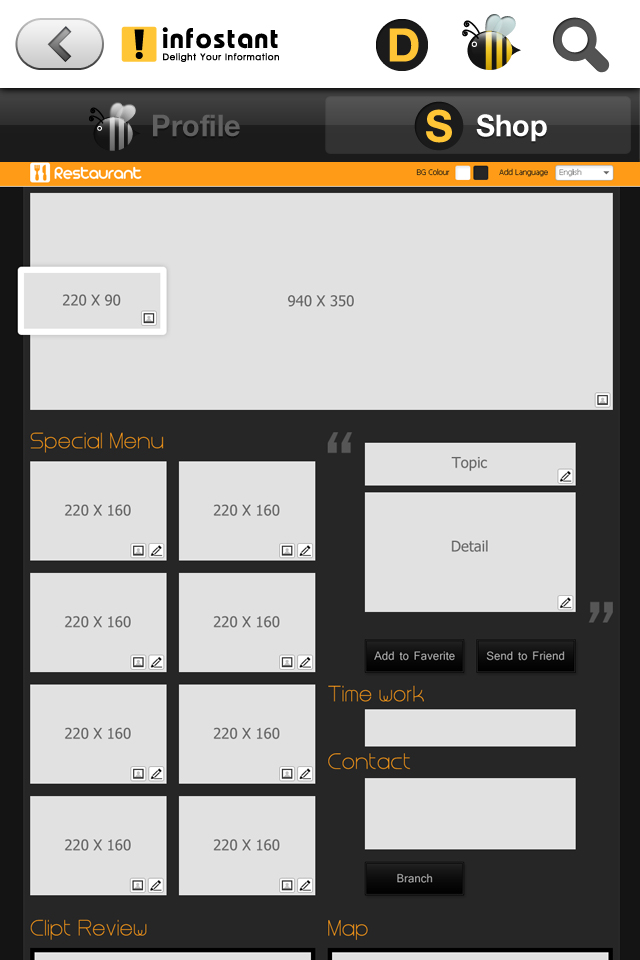 infostant
Delight Your Information
D
Profile
S Shop
Restaurant
BG Colour
Add Language
English
220 X 90
940 X 350
Special Menu
“
Topic
220 X 160
220 X 160
Detail
220 X 160
220 X 160
”
Add to Faverite
Send to Friend
Time work
220 X 160
220 X 160
Contact
220 X 160
220 X 160
Branch
Clipt Review
Map